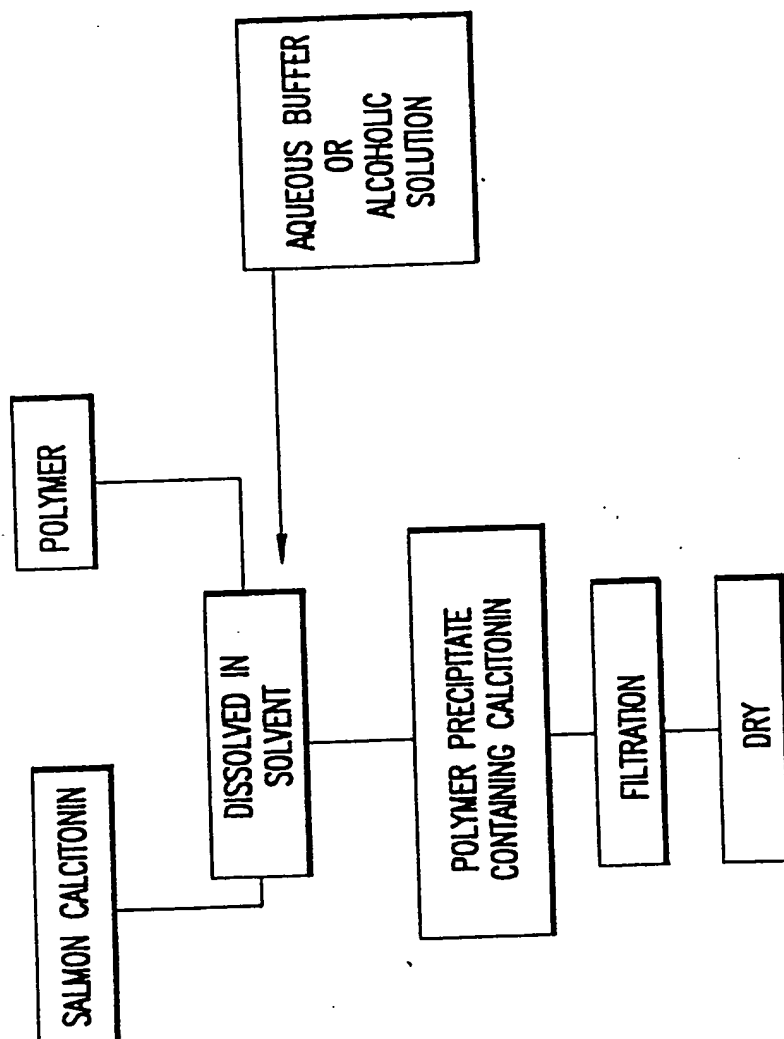 SALMON CALCITONIN
POLYMER
DISSOLVED IN
SOLVENT
AQUEOUS BUFFER
OR
ALCOHOLIC
SOLUTION
POLYMER PRECIPITATE
CONTAINING CALCITONIN
FILTRATION
DRY